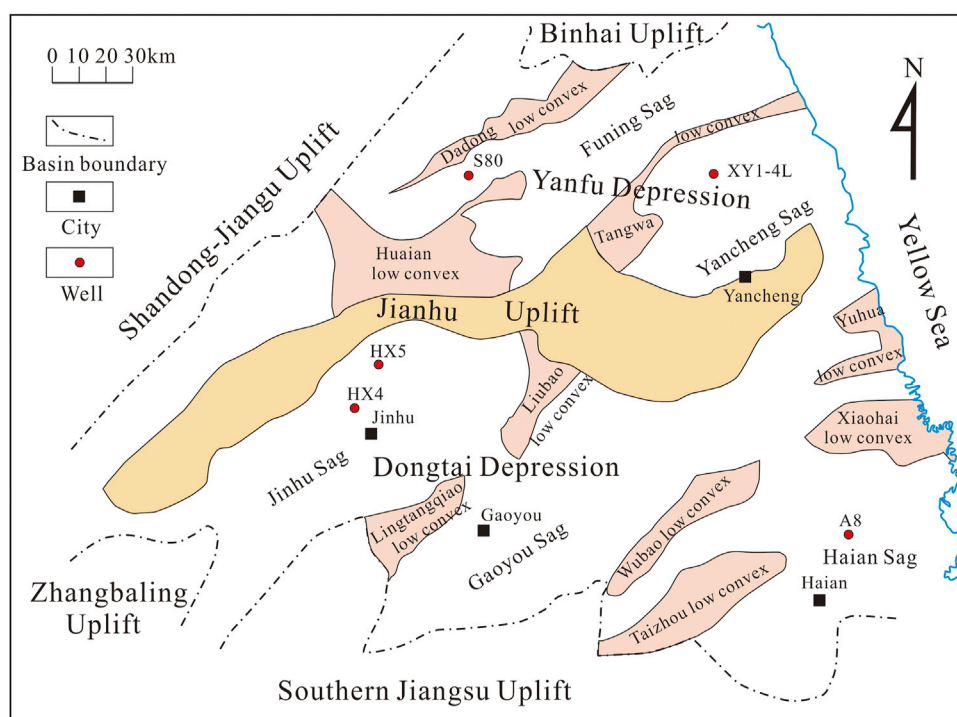 0 10 20 30km
Basin boundary
City
Well
Binhai Uplift
N
Shandong-Jiangu Uplift
Dadong
low convex
Funing Sag
low convex
S80
XY1-4L
Yanfu Depression
Tangwa
Yancheng Sag
Yellow Sea
Huaian
low convex
Yancheng
Jianhu
Uplift
Yuhua
low convex
HX5
HX4
Jinhu
Liubao
low convex
Xiaohai
low convex
Jinhu Sag
Dongtai Depression
Lingtangqiao
low convex
Gaoyou
Gaoyou Sag
Wubao low convex
A8
Haian Sag
Haian
Zhangbaling
Uplift
Taizhou low convex
Southern Jiangsu Uplift